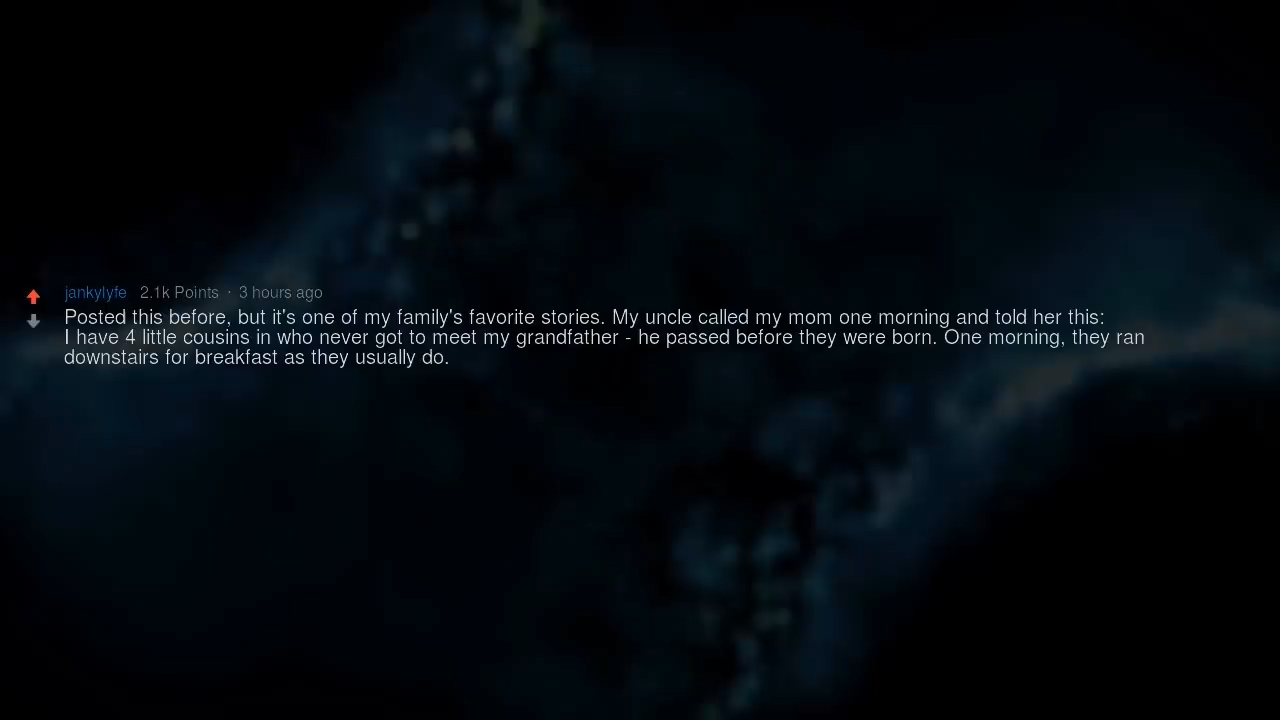 jankylyfe 2.1k Points · 3 hours ago
Posted this before, but it's one of my family's favorite stories. My uncle called my mom one morning and told her this:
I have 4 little cousins in who never got to meet my grandfather - he passed before they were born. One morning, they ran
downstairs for breakfast as they usually do.